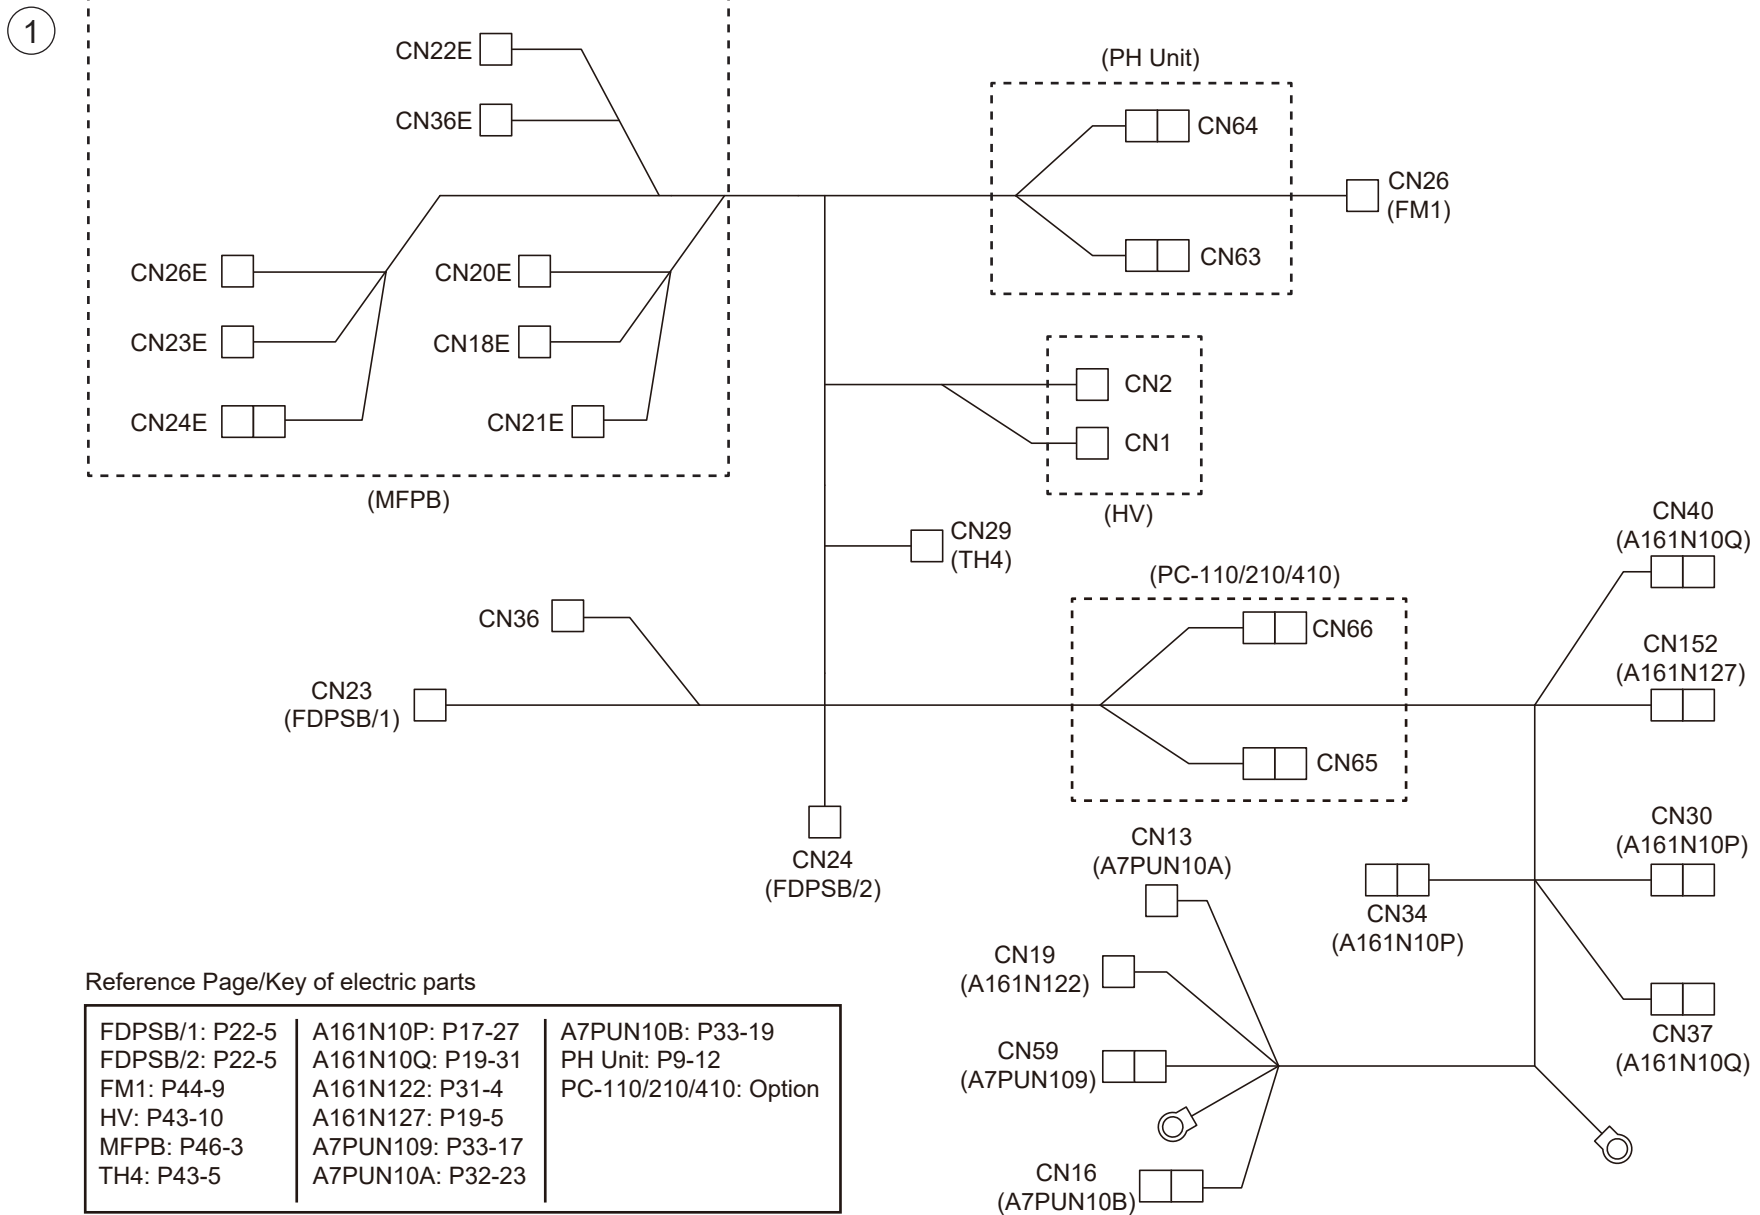 1
CN22E
CN36E
(PH Unit)
CN64
CN26
(FM1)
CN63
CN26E
CN20E
CN23E
CN18E
CN24E
CN21E
(MFPB)
CN2
CN1
(HV)
CN29
(TH4)
CN40
(A161N10Q)
(PC-110/210/410)
CN36
CN66
CN152
(A161N127)
CN23
(FDPSB/1)
CN65
CN24
(FDPSB/2)
CN13
(A7PUN10A)
CN30
(A161N10P)
CN34
(A161N10P)
CN19
(A161N122)
CN37
(A161N10Q)
CN59
(A7PUN109)
CN16
(A7PUN10B)
Reference Page/Key of electric parts
FDPSB/1: P22-5
FDPSB/2: P22-5
FM1: P44-9
HV: P43-10
MFPB: P46-3
TH4: P43-5
A161N10P: P17-27
A161N10Q: P19-31
A161N122: P31-4
A161N127: P19-5
A7PUN109: P33-17
A7PUN10A: P32-23
A7PUN10B: P33-19
PH Unit: P9-12
PC-110/210/410: Option